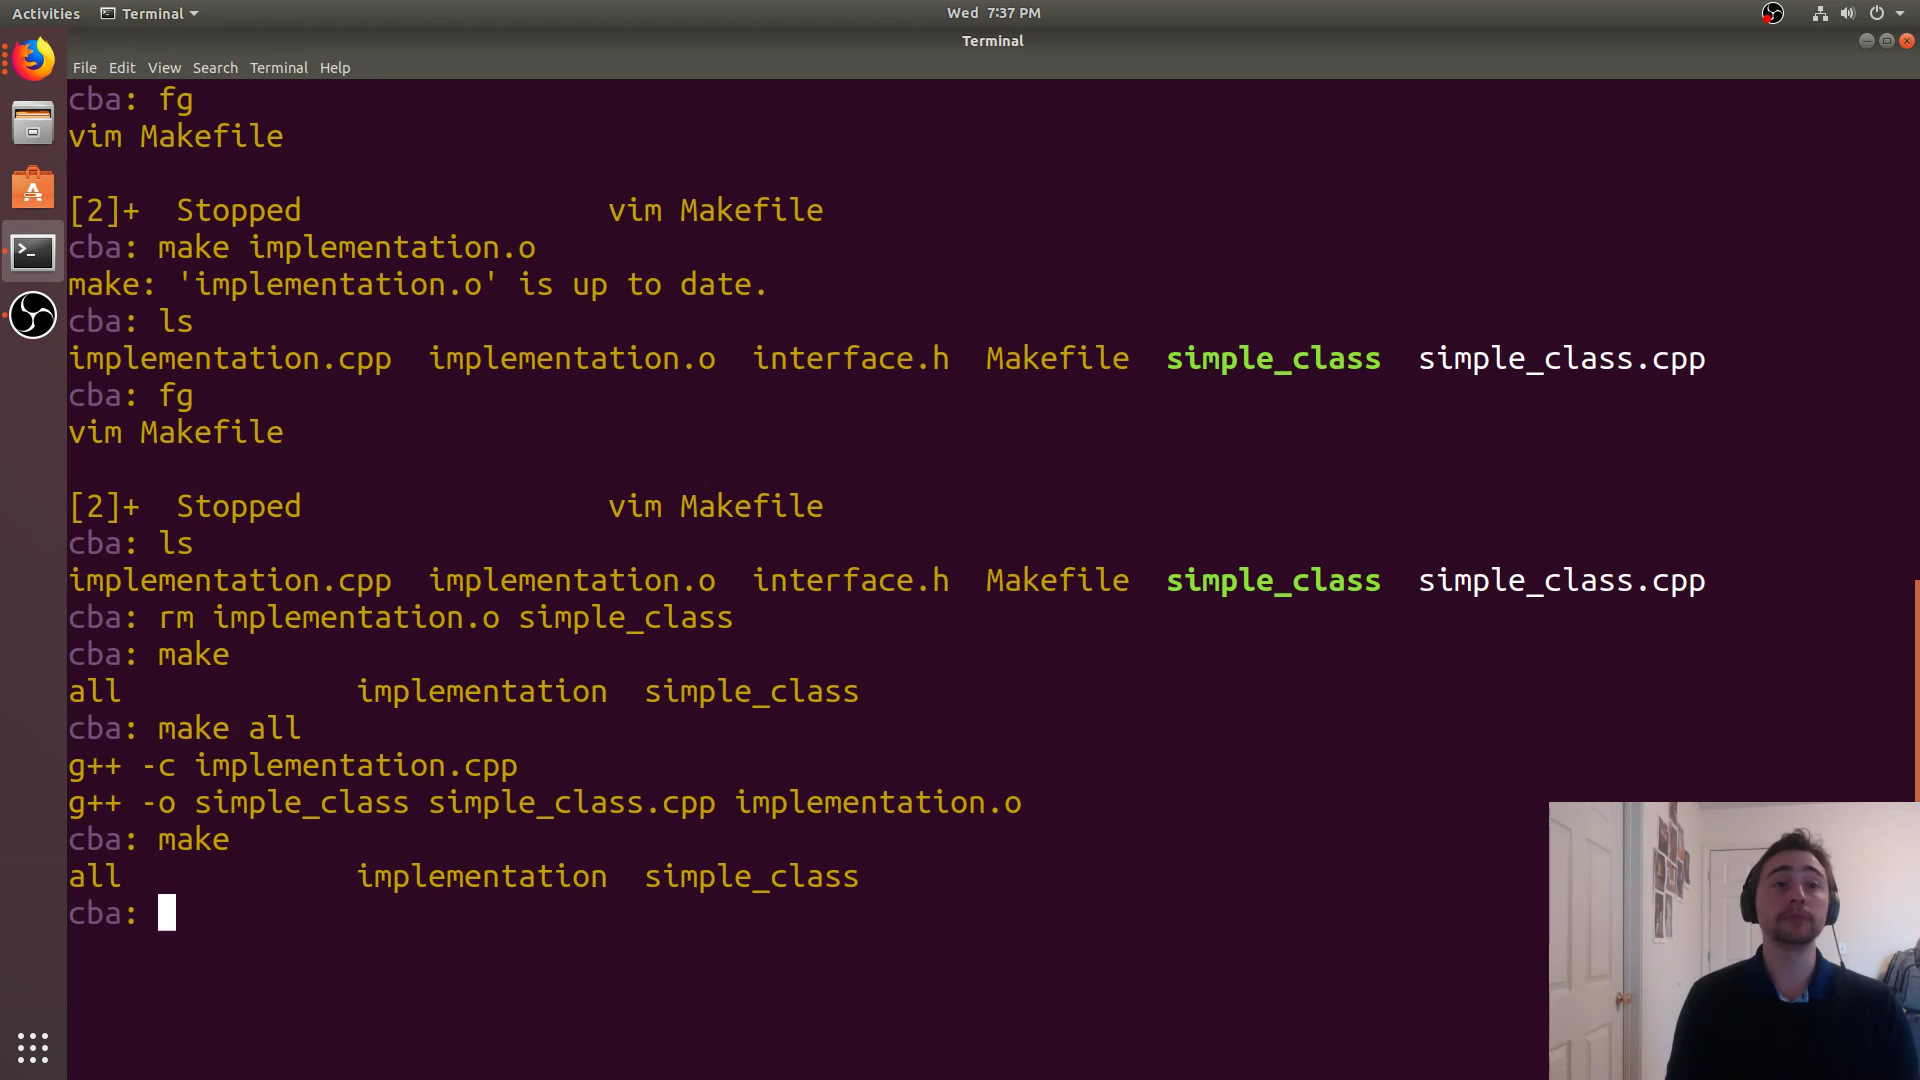 Activities Terminal Wed 7:37 PM
Terminal
File Edit View Search Terminal Help
cba: fg
vim Makefile
[2]+ Stopped vim Makefile
cba: make implementation.o
make: 'implementation.o' is up to date.
cba: ls
implementation.cpp implementation.o interface.h Makefile simple_class simple_class.cpp
cba: fg
vim Makefile
[2]+ Stopped vim Makefile
cba: ls
implementation.cpp implementation.o interface.h Makefile simple_class simple_class.cpp
cba: rm implementation.o simple_class
cba: make
all implementation simple_class
cba: make all
g++ -c implementation.cpp
g++ -o simple_class simple_class.cpp implementation.o
cba: make
all implementation simple_class
cba: